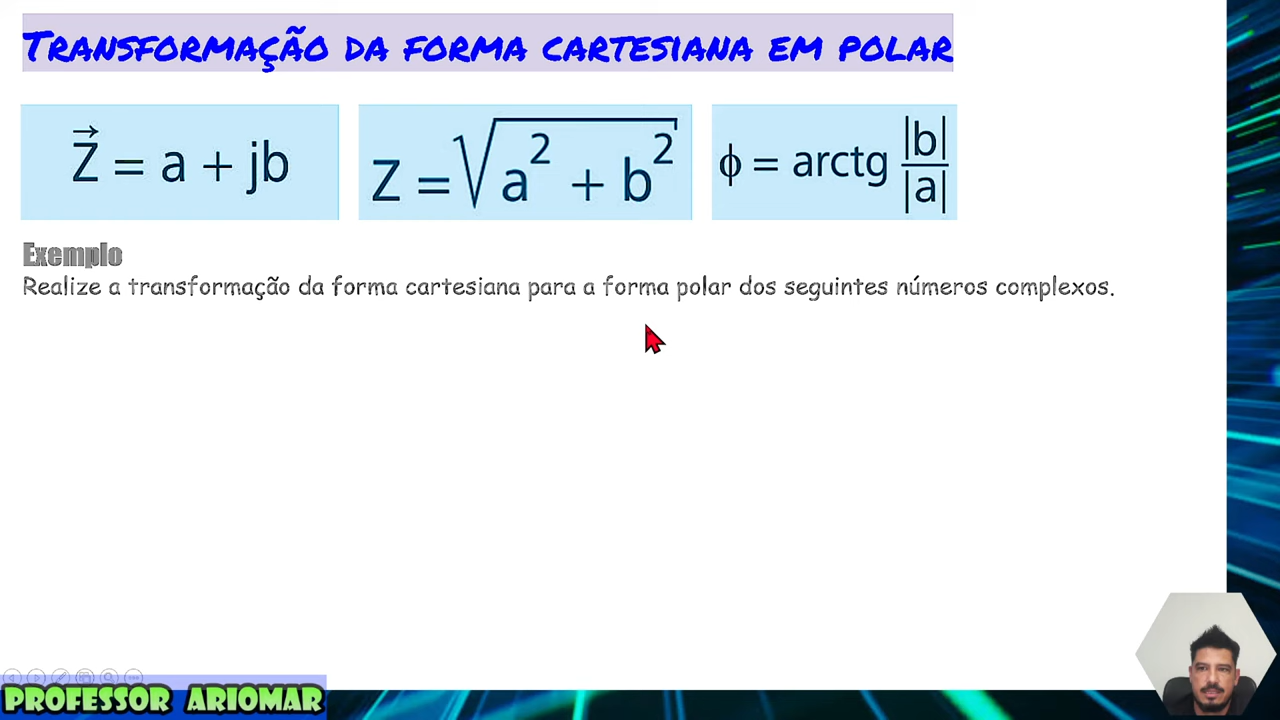 Transformação da forma cartesiana em polar
Z⃗ = a + jb
Z = √a² + b²
ϕ = arctg |b|/|a|
Exemplo
Realize a transformação da forma cartesiana para a forma polar dos seguintes números complexos.
PROFESSOR ARIOMAR